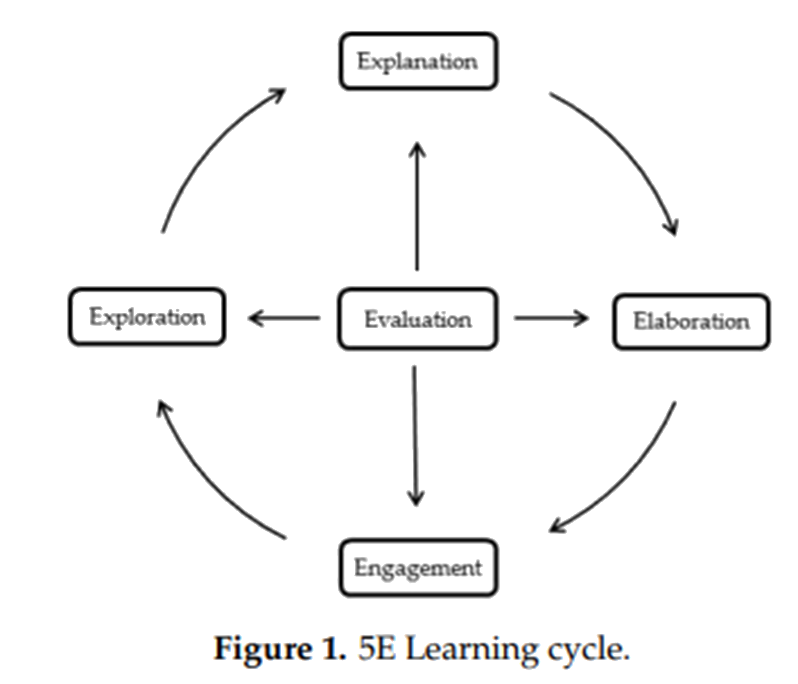 Explanation
Exploration
Evaluation
Elaboration
Engagement
Figure 1. 5E Learning cycle.